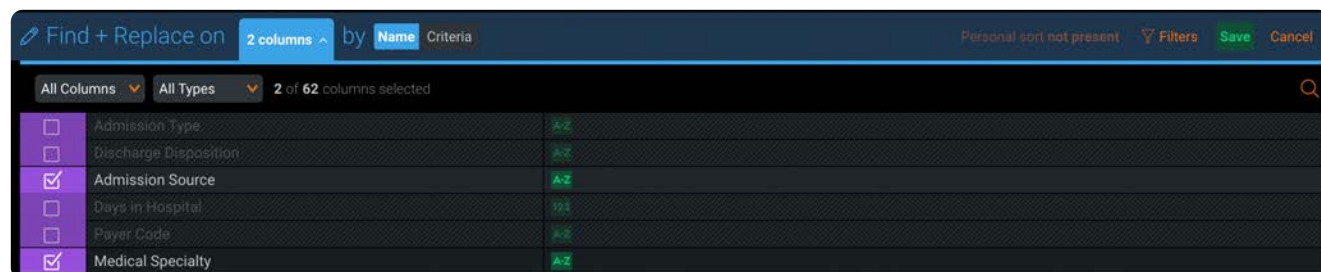 Find + Replace on 2 columns by Name Criteria Personal sort not present Filters Save Cancel
All Columns All Types 2 of 62 columns selected
Admission Type A-Z
Discharge Disposition A-Z
Admission Source A-Z
Days in Hospital 123
Payer Code A-Z
Medical Specialty A-Z